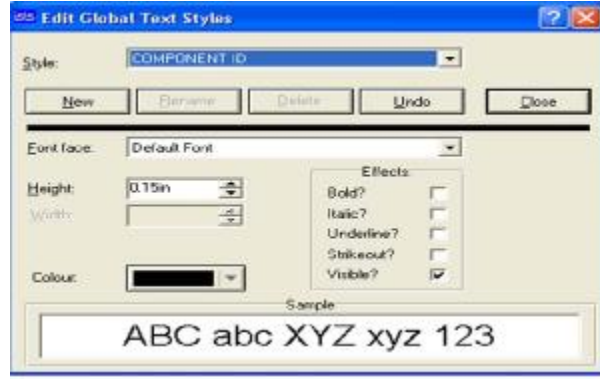 isis Edit Global Text Styles
Style: COMPONENT ID
New Rename Delete Undo Close
Font face: Default Font
Effects
Height: 0.15in Bold?
Width: Italic?
Underline?
Strikeout?
Colour: Visible?
Sample
ABC abc XYZ xyz 123